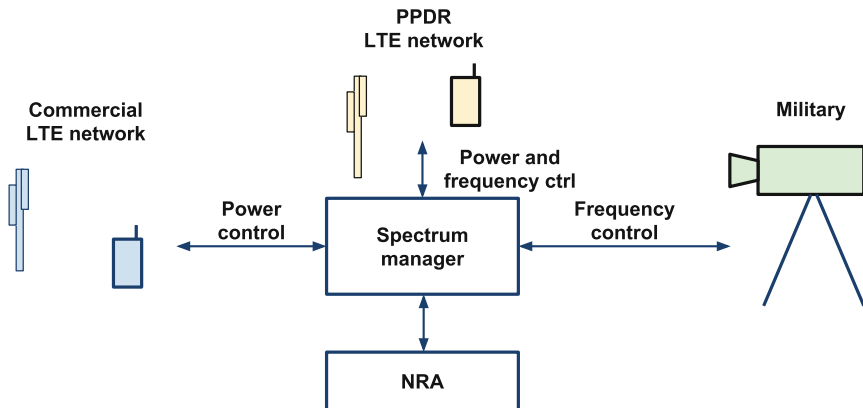 PPDR
LTE network
Commercial
LTE network
Military
Power and
frequency ctrl
Power
control
Spectrum
manager
Frequency
control
NRA